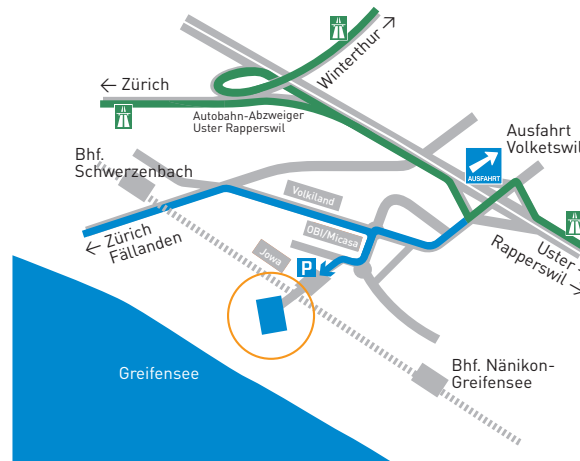 Winterthur →
← Zürich
Autobahn-Abzweiger
Uster Rapperswil
Ausfahrt
Volketswil
AUSFAHRT
Bhf.
Schwerzenbach
Volkiland
OBI/Micasa
← Zürich
Fällanden
Jowa
P
Uster -
Rapperswil →
Greifensee
Bhf. Nänikon-
Greifensee